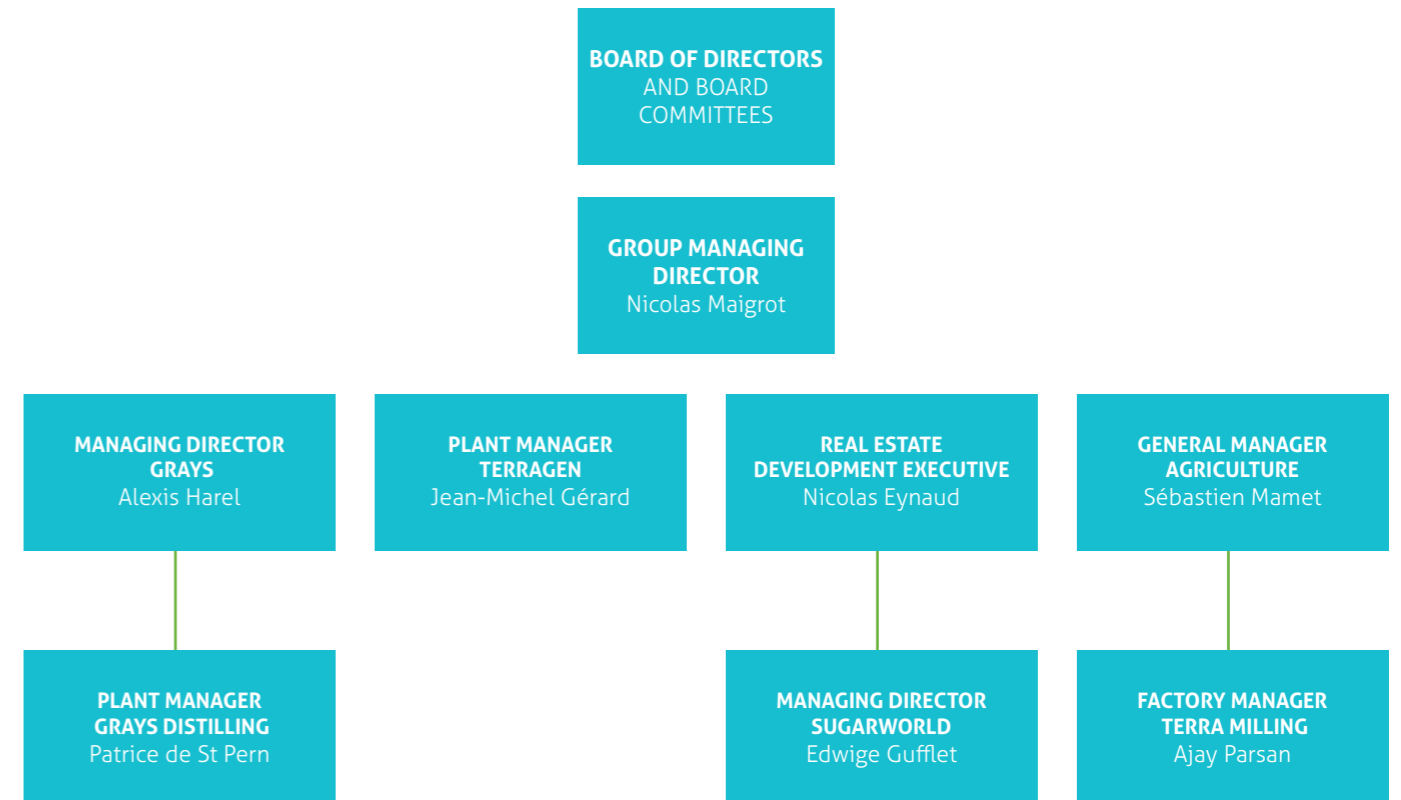 BOARD OF DIRECTORS
AND BOARD
COMMITTEES
GROUP MANAGING
DIRECTOR
Nicolas Maigrot
MANAGING DIRECTOR
GRAYS
Alexis Harel
PLANT MANAGER
TERRAGEN
Jean-Michel Gérard
REAL ESTATE
DEVELOPMENT EXECUTIVE
Nicolas Eynaud
GENERAL MANAGER
AGRICULTURE
Sébastien Mamet
PLANT MANAGER
GRAYS DISTILLING
Patrice de St Pern
MANAGING DIRECTOR
SUGARWORLD
Edwige Gufflet
FACTORY MANAGER
TERRA MILLING
Ajay Parsan